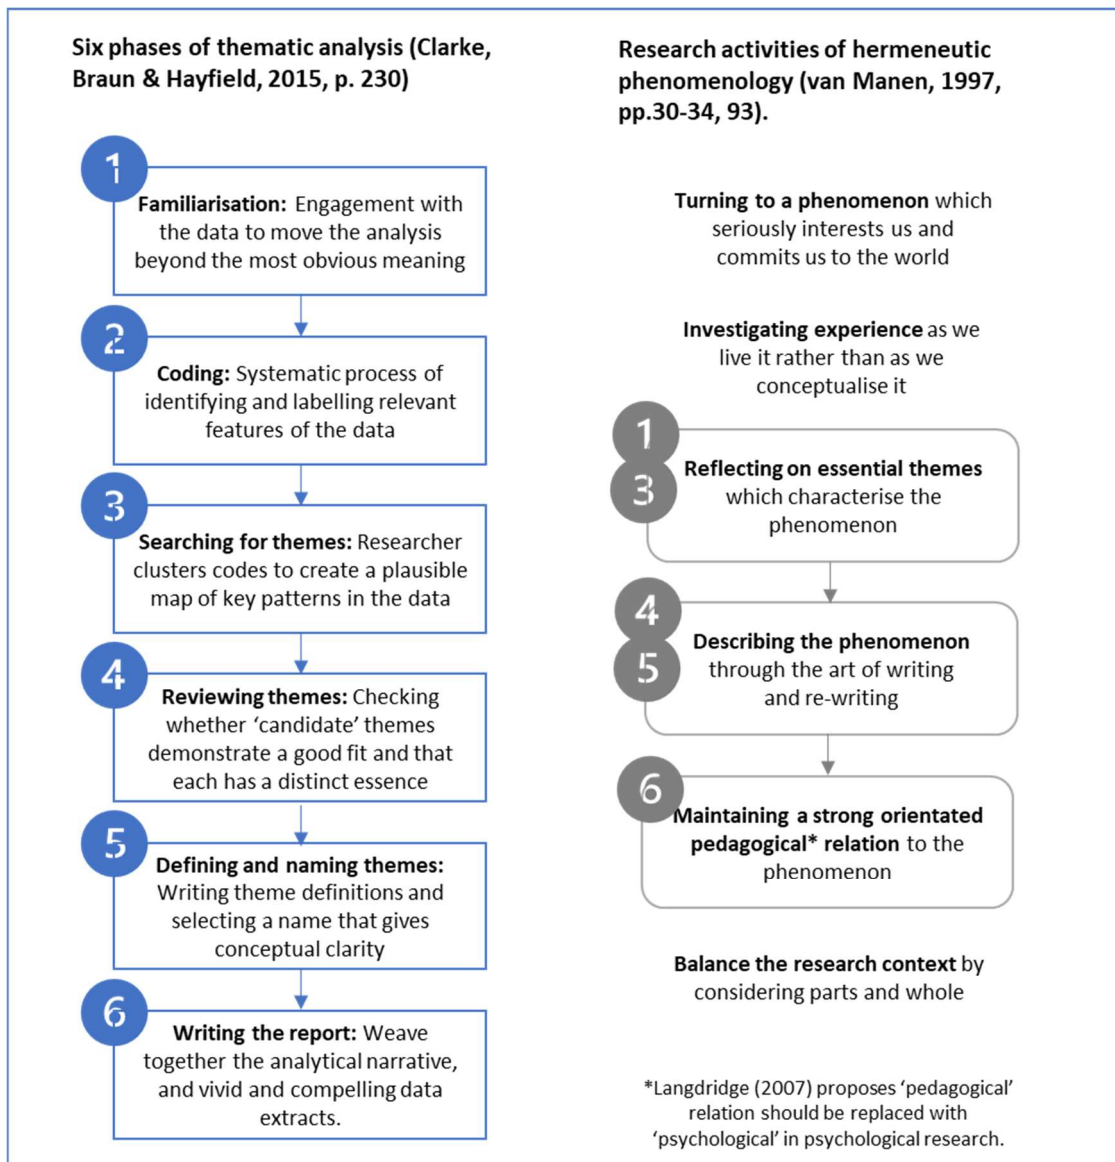 Six phases of thematic analysis (Clarke,
Braun & Hayfield, 2015, p. 230)
1
Familiarisation: Engagement with
the data to move the analysis
beyond the most obvious meaning
2
Coding: Systematic process of
identifying and labelling relevant
features of the data
3
Searching for themes: Researcher
clusters codes to create a plausible
map of key patterns in the data
4
Reviewing themes: Checking
whether ‘candidate’ themes
demonstrate a good fit and that
each has a distinct essence
5
Defining and naming themes:
Writing theme definitions and
selecting a name that gives
conceptual clarity
6
Writing the report: Weave
together the analytical narrative,
and vivid and compelling data
extracts.
Research activities of hermeneutic
phenomenology (van Manen, 1997,
pp.30-34, 93).
Turning to a phenomenon which
seriously interests us and
commits us to the world
Investigating experience as we
live it rather than as we
conceptualise it
1
3
Reflecting on essential themes
which characterise the
phenomenon
4
5
Describing the phenomenon
through the art of writing
and re-writing
6
Maintaining a strong orientated
pedagogical* relation to the
phenomenon
Balance the research context by
considering parts and whole
*Langdridge (2007) proposes ‘pedagogical’
relation should be replaced with
‘psychological’ in psychological research.